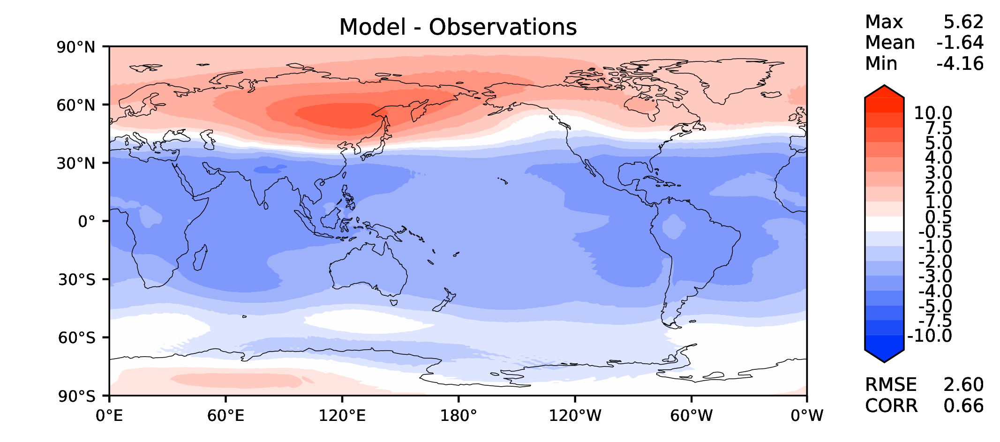 Model - Observations
Max 5.62
Mean -1.64
Min -4.16
90°N
60°N
30°N
0°
30°S
60°S
90°S
0°E 60°E 120°E 180° 120°W 60°W 0°W
10.0
7.5
5.0
4.0
3.0
2.0
1.0
0.5
-0.5
-1.0
-2.0
-3.0
-4.0
-5.0
-7.5
-10.0
RMSE 2.60
CORR 0.66